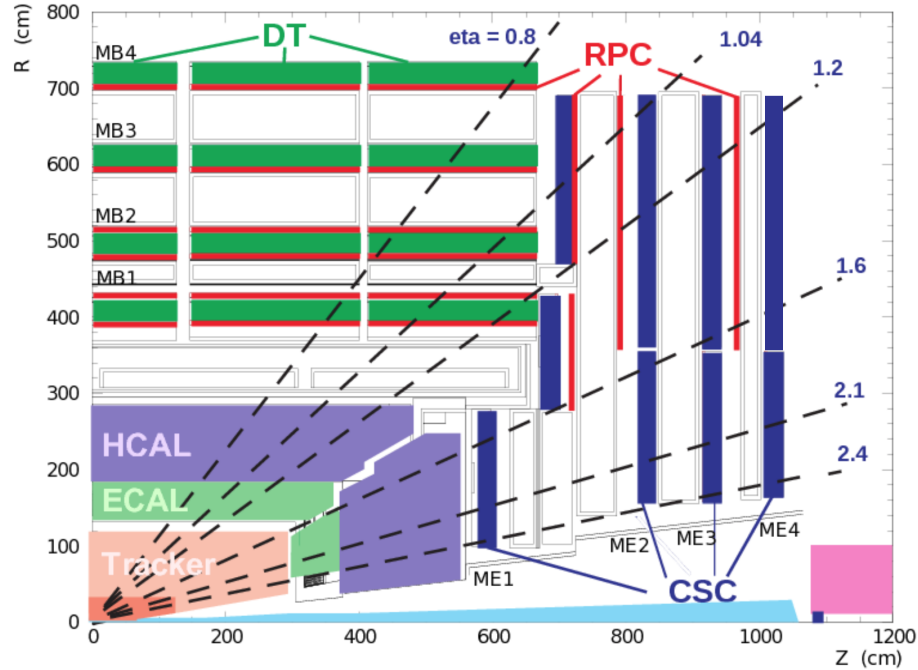 800
R (cm)
700
600
500
400
300
200
100
0
MB4
MB3
MB2
MB1
DT
eta = 0.8
RPC
1.04
1.2
1.6
2.1
2.4
HCAL
ECAL
Tracker
ME1
ME2
ME3
ME4
CSC
0
200
400
600
800
1000
1200
Z (cm)